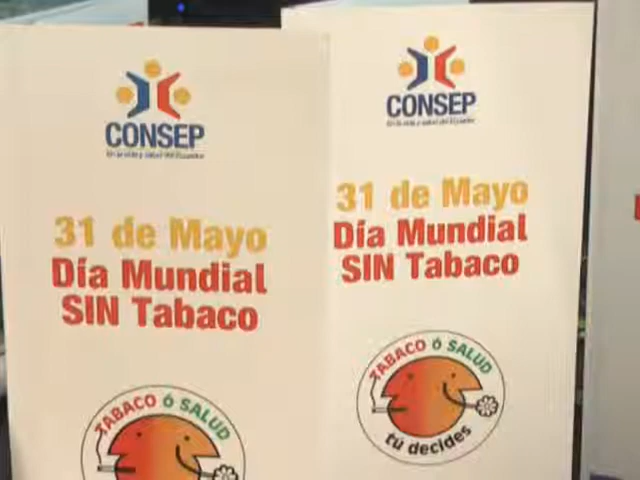 CONSEP
31 de Mayo
Día Mundial
SIN Tabaco
TABACO Ó SALUD
CONSEP
31 de Mayo
Día Mundial
SIN Tabaco
TABACO Ó SALUD
tú decides